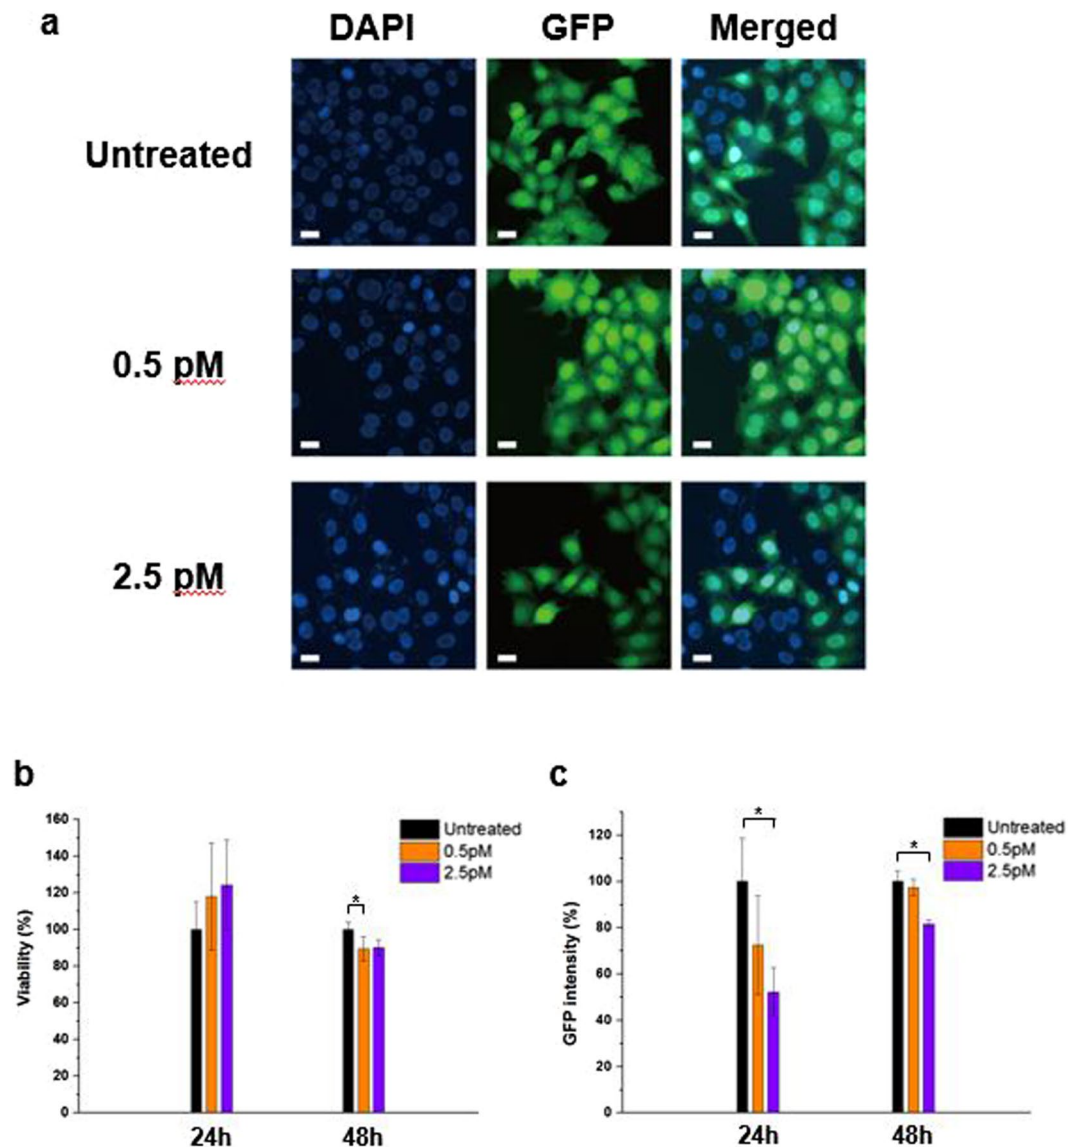 a
DAPI GFP Merged
Untreated
0.5 pM
2.5 pM
b
Viability (%)
160
140
120
100
80
60
40
20
0
*
Untreated
0.5pM
2.5pM
24h 48h
c
GFP intensity (%)
120
100
80
60
40
20
0
*
*
Untreated
0.5pM
2.5pM
24h 48h